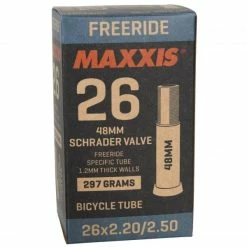 FREERIDE
MAXXIS
26
48MM
SCHRADER VALVE
FREERIDE
SPECIFIC TUBE
1.2MM THICK WALLS
297 GRAMS
48MM
BICYCLE TUBE
26x2.20/2.50